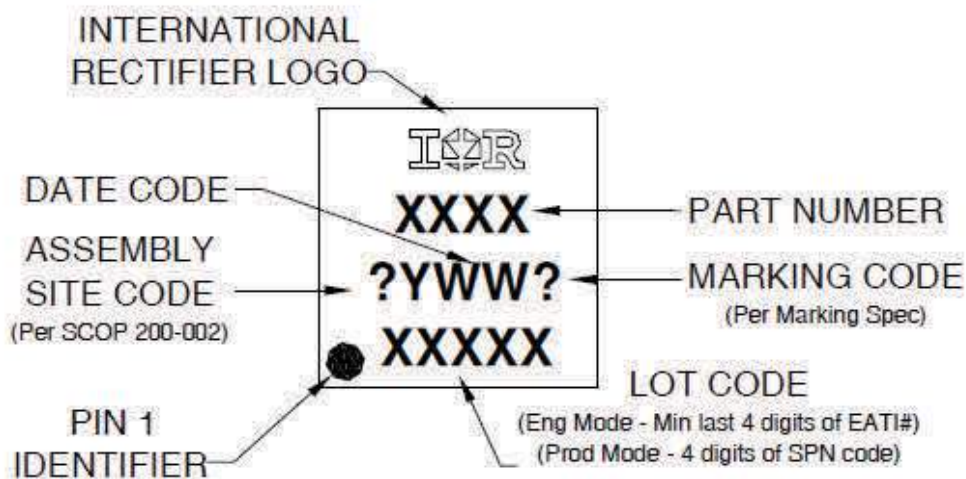 INTERNATIONAL
RECTIFIER LOGO
IOR
DATE CODE
XXXX
PART NUMBER
ASSEMBLY
SITE CODE
(Per SCOP 200-002)
?YWW?
MARKING CODE
(Per Marking Spec)
XXXXX
PIN 1
IDENTIFIER
LOT CODE
(Eng Mode - Min last 4 digits of EATI#)
(Prod Mode - 4 digits of SPN code)